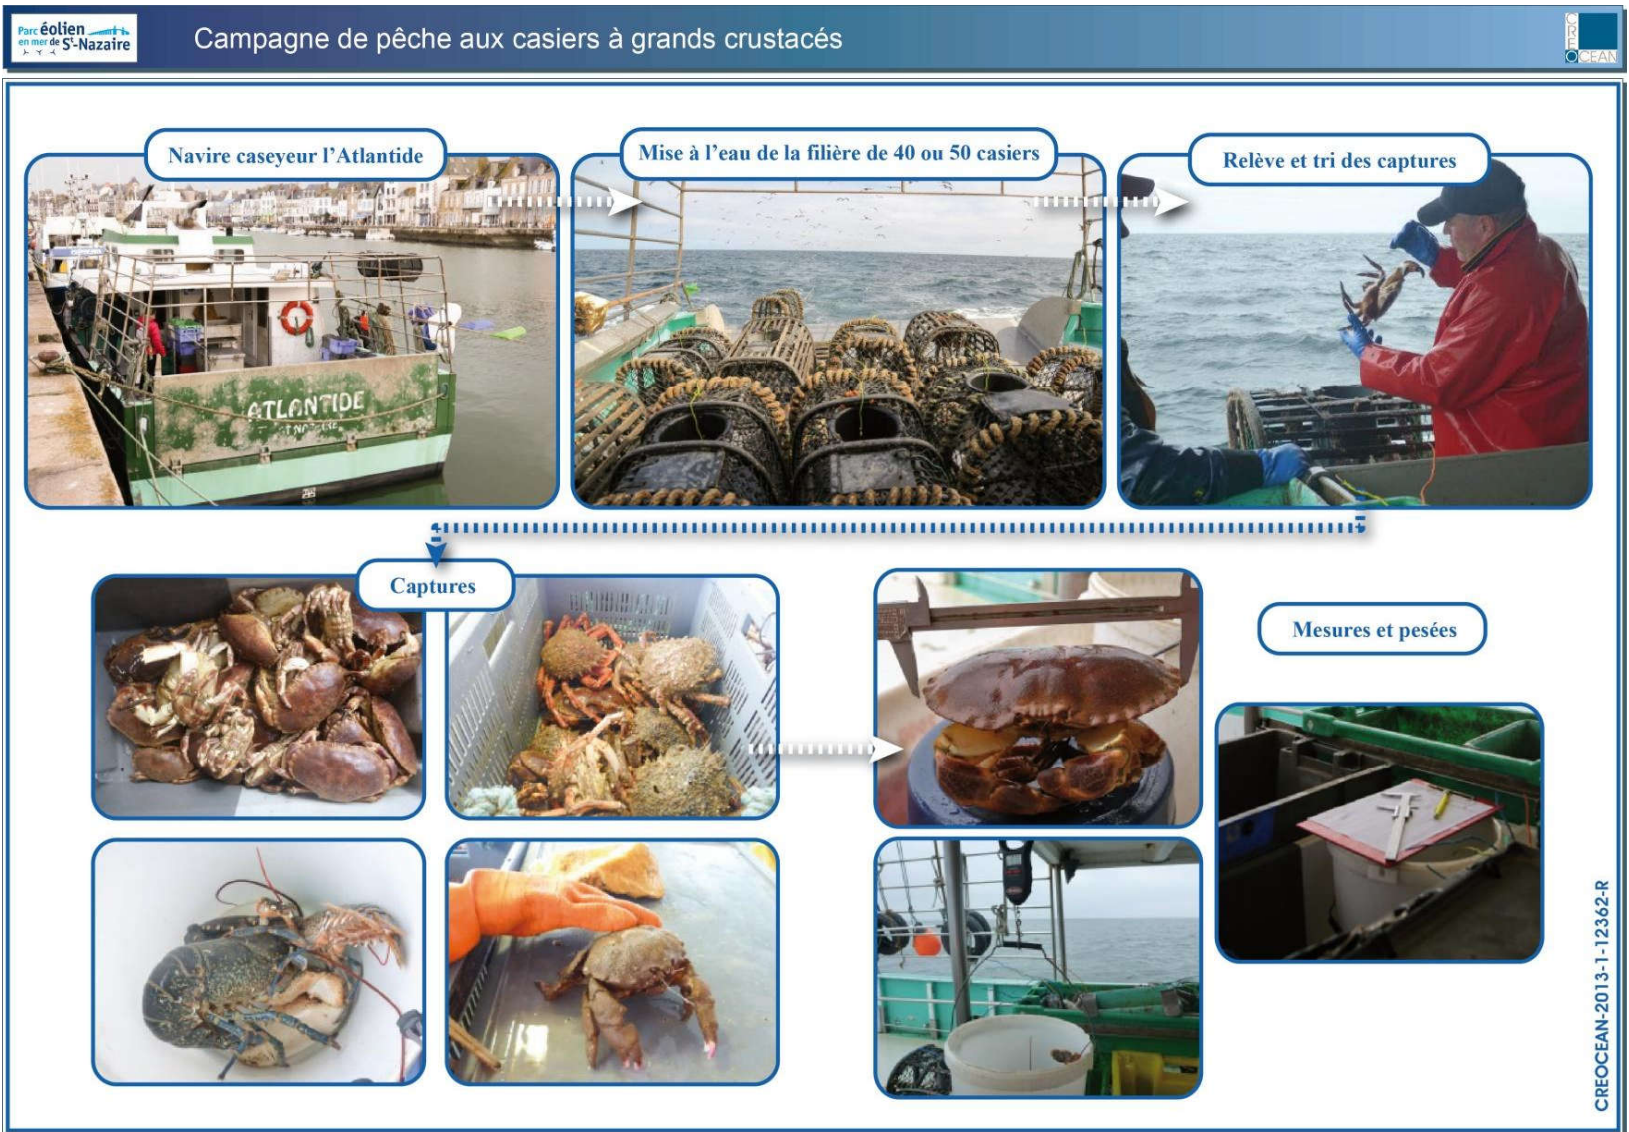 Parc éolien
en mer de St-Nazaire
Campagne de pêche aux casiers à grands crustacés
CREOCEAN
Navire caseyeur l'Atlantide
Mise à l'eau de la filière de 40 ou 50 casiers
Relève et tri des captures
ATLANTIDE
Captures
Mesures et pesées
CREOCEAN-2013-1-12362-R